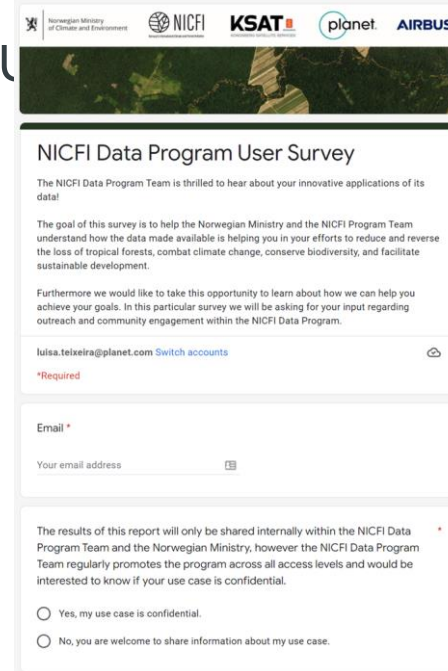 Norwegian Ministry
of Climate and Environment
NICFI
KSAT
planet.
AIRBUS
NICFI Data Program User Survey
The NICFI Data Program Team is thrilled to hear about your innovative applications of its
data!
The goal of this survey is to help the Norwegian Ministry and the NICFI Program Team
understand how the data made available is helping you in your efforts to reduce and reverse
the loss of tropical forests, combat climate change, conserve biodiversity, and facilitate
sustainable development.
Furthermore we would like to take this opportunity to learn about how we can help you
achieve your goals. In this particular survey we will be asking for your input regarding
outreach and community engagement within the NICFI Data Program.
luisa.teixeira@planet.com Switch accounts
*Required
Email *
Your email address
The results of this report will only be shared internally within the NICFI Data *
Program Team and the Norwegian Ministry, however the NICFI Data Program
Team regularly promotes the program across all access levels and would be
interested to know if your use case is confidential.
Yes, my use case is confidential.
No, you are welcome to share information about my use case.